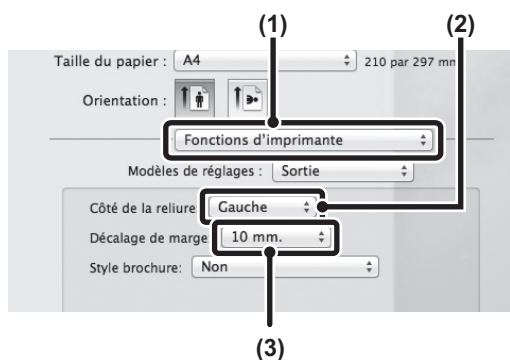 (1) (2)
Taille du papier : A4 210 par 297 mm
Orientation :
Fonctions d'imprimante
Modèles de réglages : Sortie
Côté de la reliure Gauche
Décalage de marge 10 mm.
Style brochure: Non
(3)